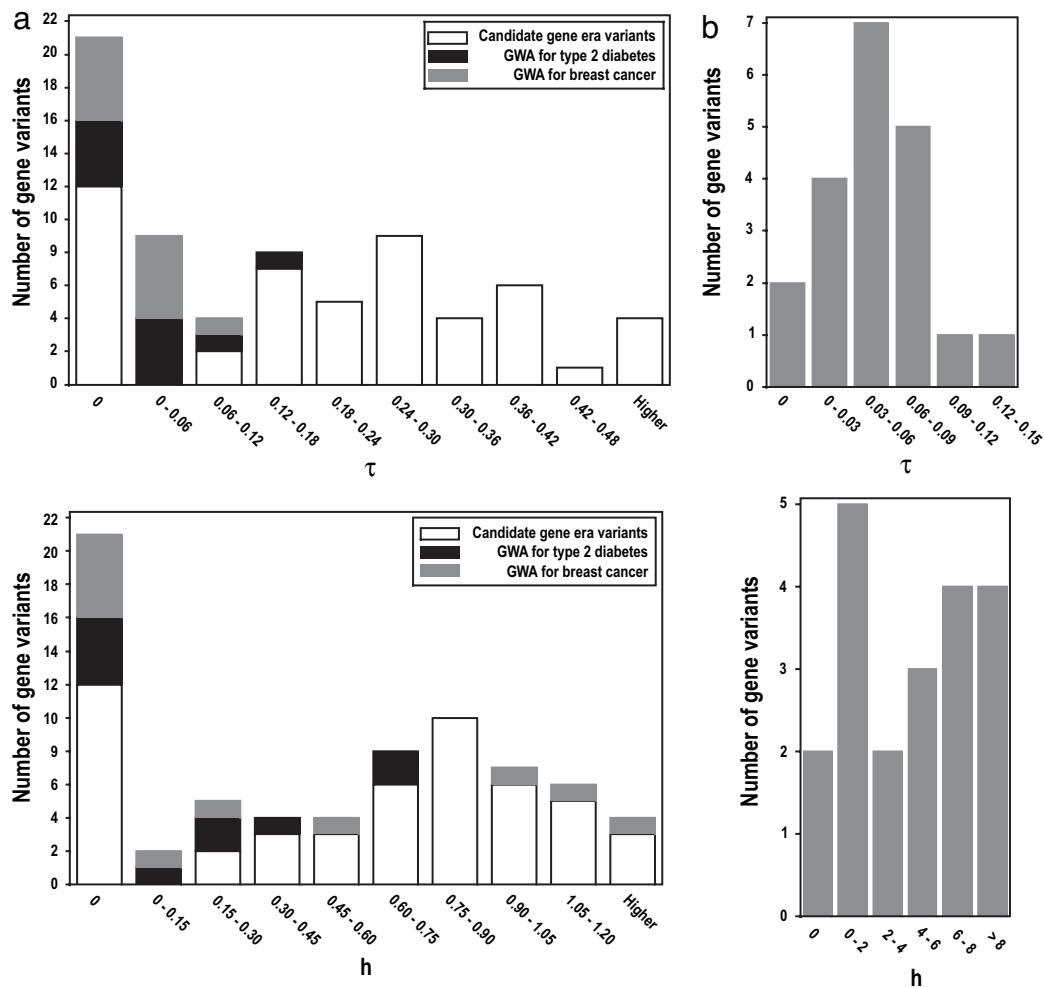 a
22
20
18
16
14
12
9
6
4
2
0
Number of gene variants
Candidate gene era variants
GWA for type 2 diabetes
GWA for breast cancer
0
0 - 0.06
0.06 - 0.12
0.12 - 0.18
0.18 - 0.24
0.24 - 0.30
0.30 - 0.36
0.36 - 0.42
0.42 - 0.48
Higher
τ
b
7
6
5
4
3
2
1
0
Number of gene variants
0
0 - 0.03
0.03 - 0.06
0.06 - 0.09
0.09 - 0.12
0.12 - 0.15
τ
22
20
18
16
14
12
10
9
6
4
2
0
Number of gene variants
Candidate gene era variants
GWA for type 2 diabetes
GWA for breast cancer
0
0 - 0.15
0.15 - 0.30
0.30 - 0.45
0.45 - 0.60
0.60 - 0.75
0.75 - 0.90
0.90 - 1.05
1.05 - 1.20
Higher
h
5
4
3
2
1
0
Number of gene variants
0
0 - 2
2 - 4
4 - 6
6 - 8
> 8
h